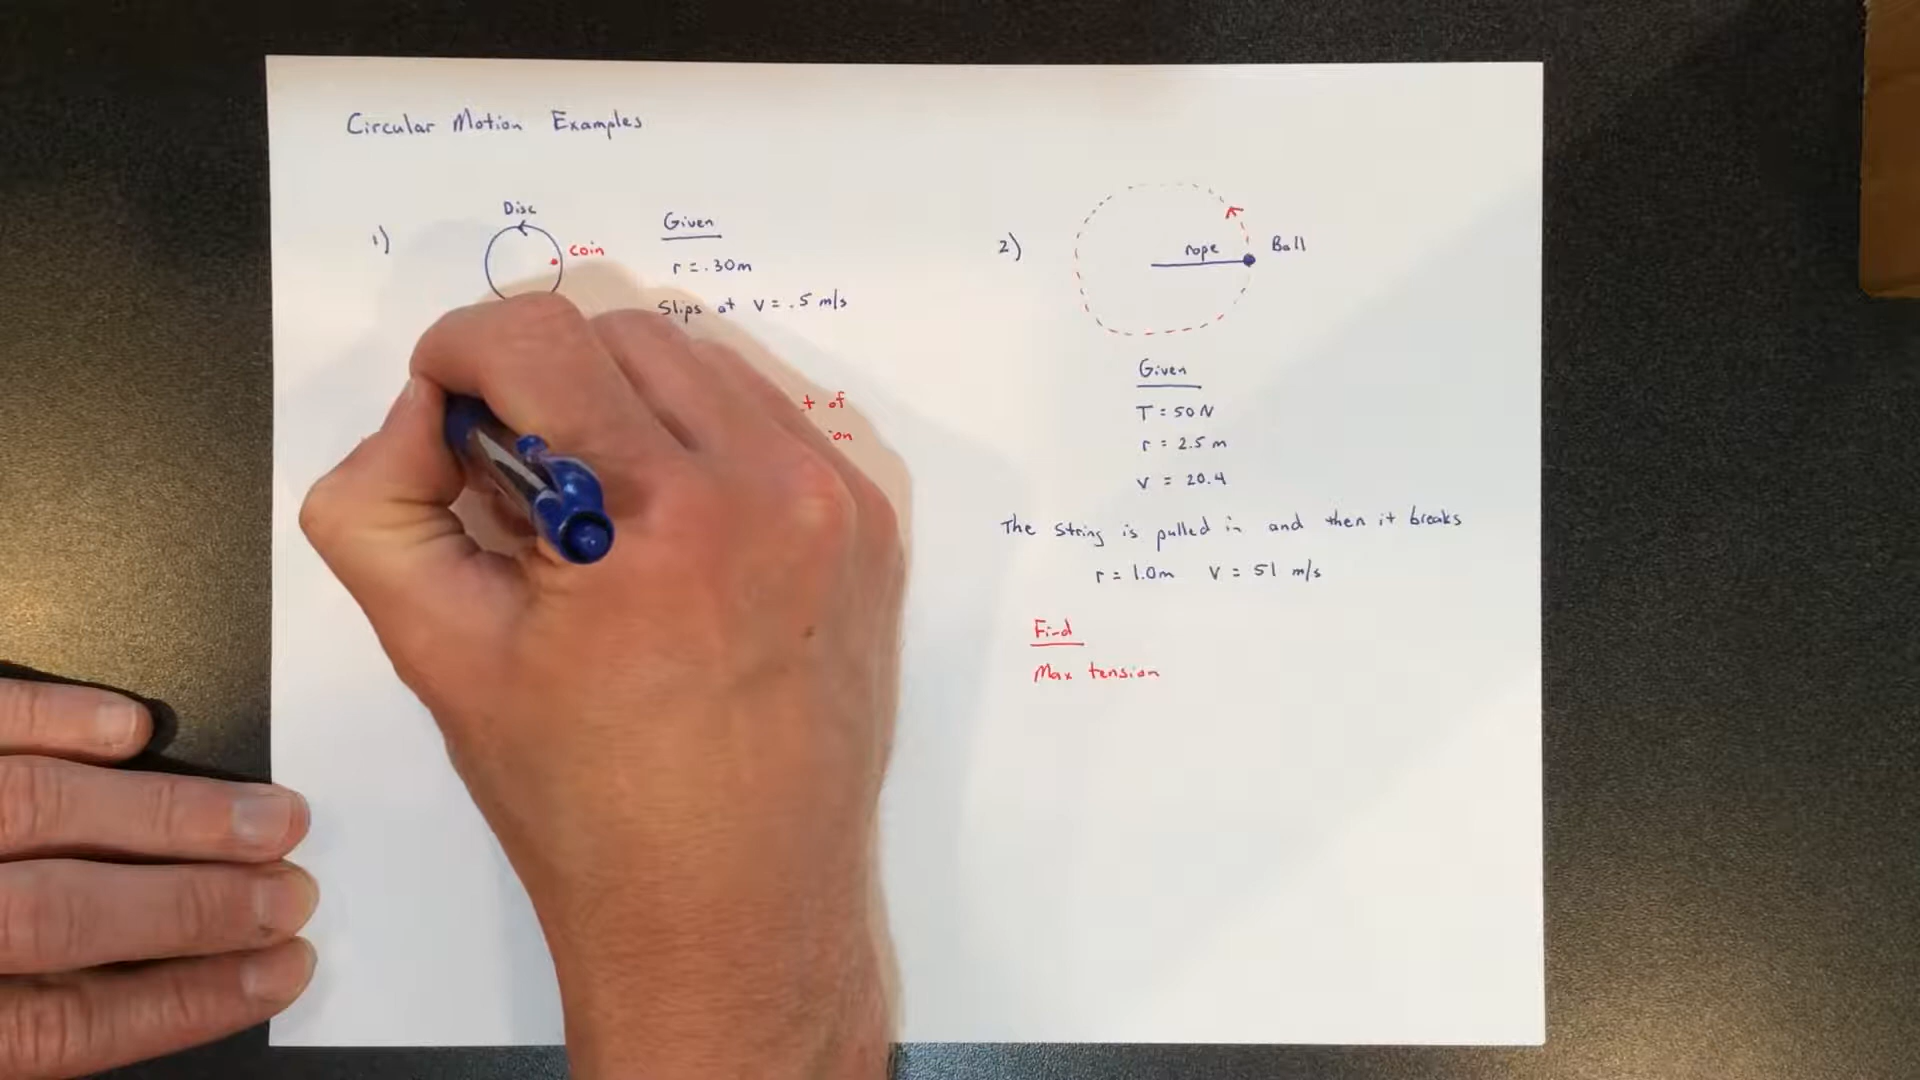 Circular Motion Examples
1)
Disc
coin
Given
r = .30m
Slips at v = .5 m/s
of
2)
rope
Ball
Given
T = 50 N
r = 2.5 m
v = 20.4
The string is pulled in and then it breaks
r = 1.0m v = 51 m/s
Find
Max tension